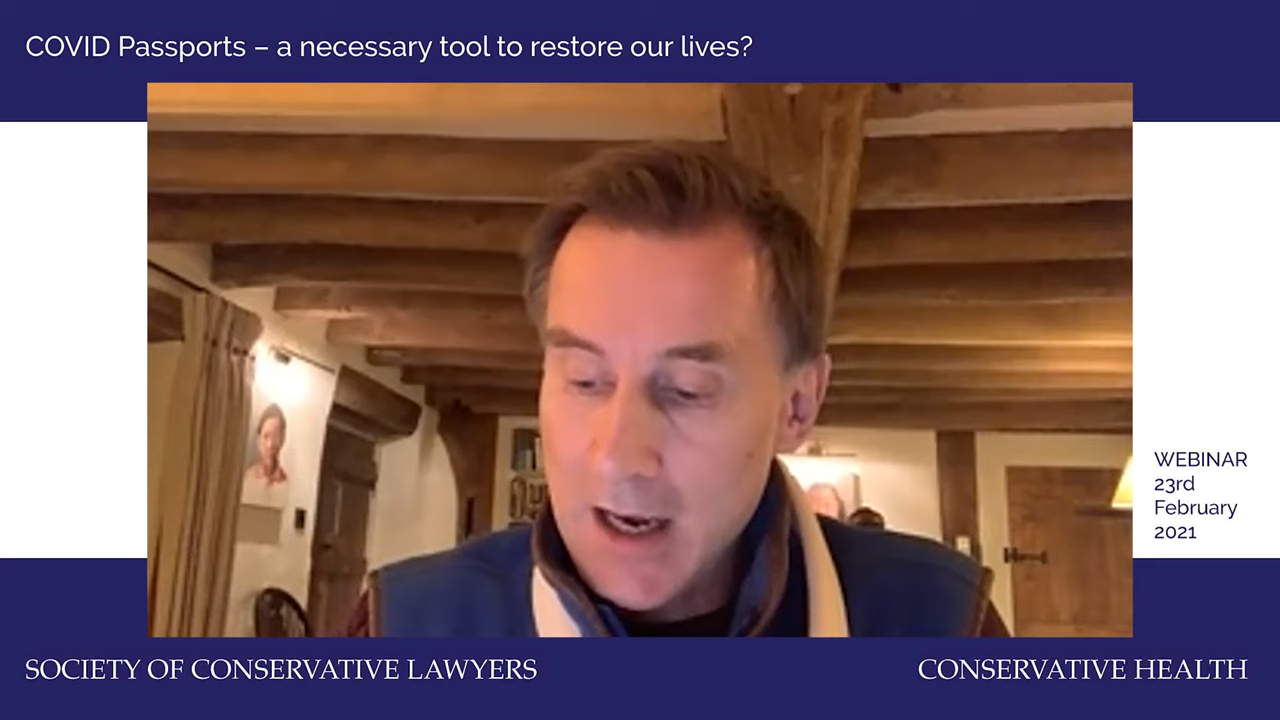 COVID Passports – a necessary tool to restore our lives?
WEBINAR
23rd
February
2021
SOCIETY OF CONSERVATIVE LAWYERS
CONSERVATIVE HEALTH